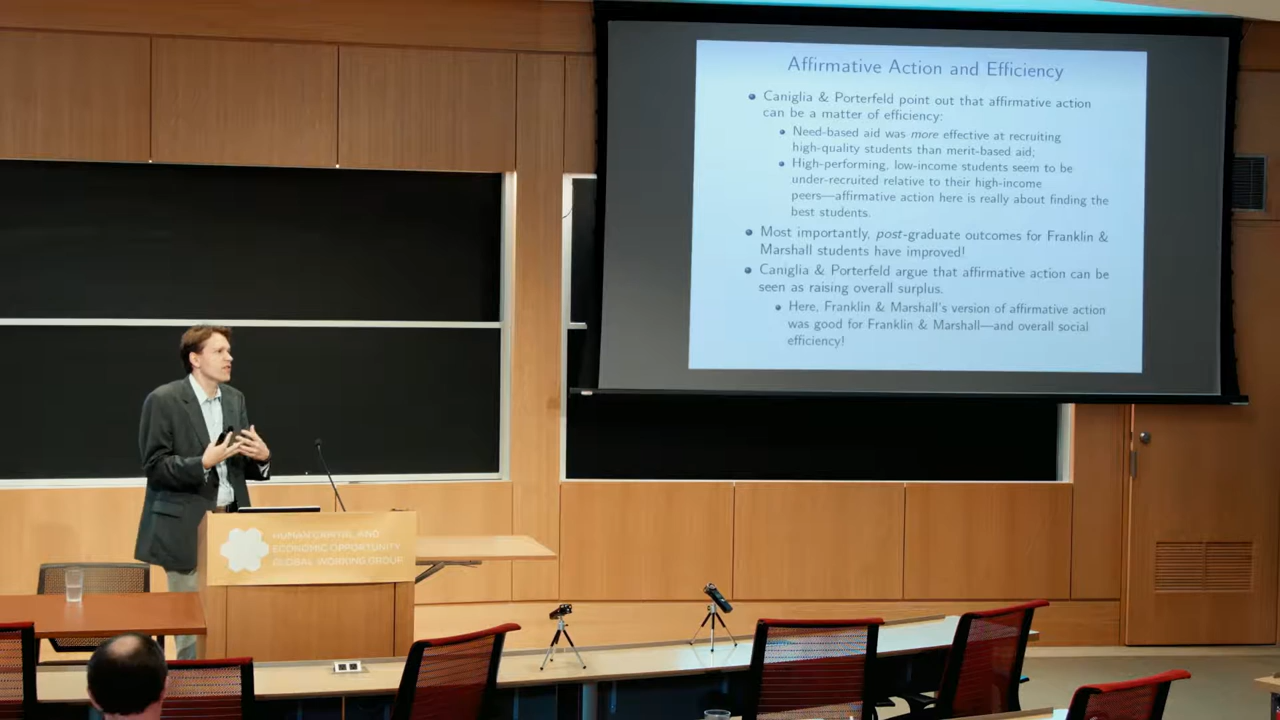 Affirmative Action and Efficiency
Caniglia & Porterfeld point out that affirmative action
can be a matter of efficiency:
Need-based aid was more effective at recruiting
high-quality students than merit-based aid;
High-performing, low-income students seem to be
under-recruited relative to their high-income
peers—affirmative action here is really about finding the
best students.
Most importantly, post-graduate outcomes for Franklin &
Marshall students have improved!
Caniglia & Porterfeld argue that affirmative action can be
seen as raising overall surplus.
Here, Franklin & Marshall's version of affirmative action
was good for Franklin & Marshall—and overall social
efficiency!
HUMAN CAPITAL AND
ECONOMIC OPPORTUNITY
GLOBAL WORKING GROUP